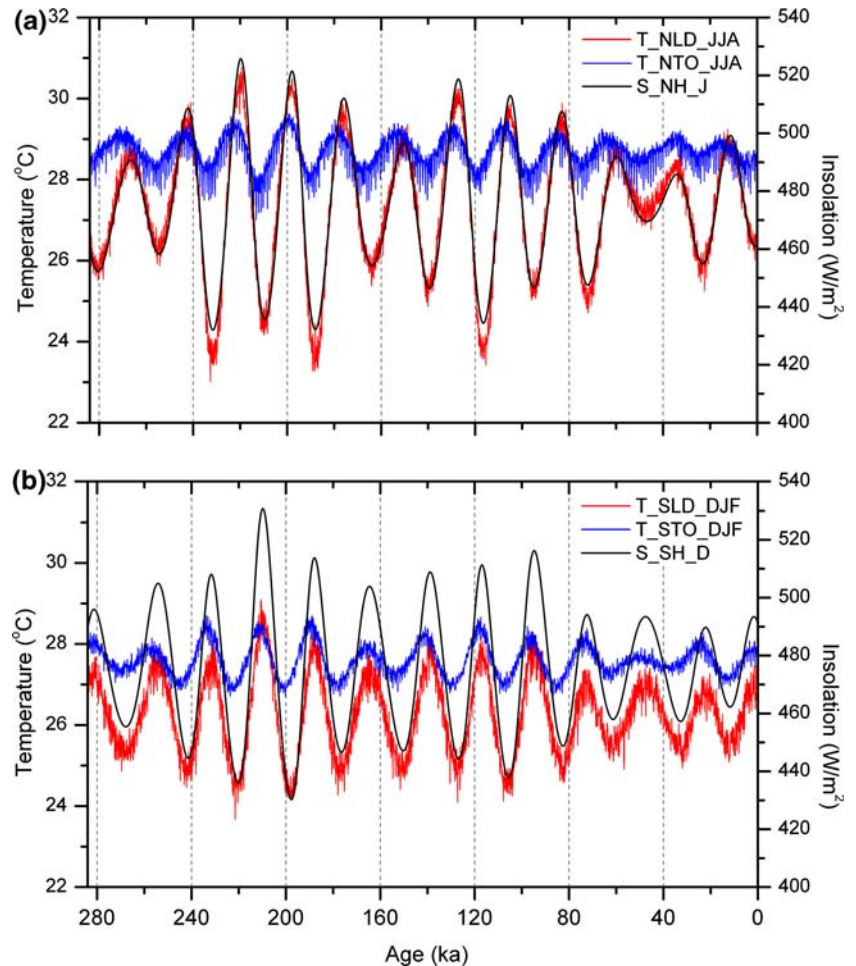 (a)
T_NLD_JJA
T_NTO_JJA
S_NH_J
32
30
28
26
24
22
Temperature (°C)
540
520
500
480
460
440
420
400
Insolation (W/m²)
(b)
T_SLD_DJF
T_STO_DJF
S_SH_D
32
30
28
26
24
22
Temperature (°C)
540
520
500
480
460
440
420
400
Insolation (W/m²)
280 240 200 160 120 80 40 0
Age (ka)